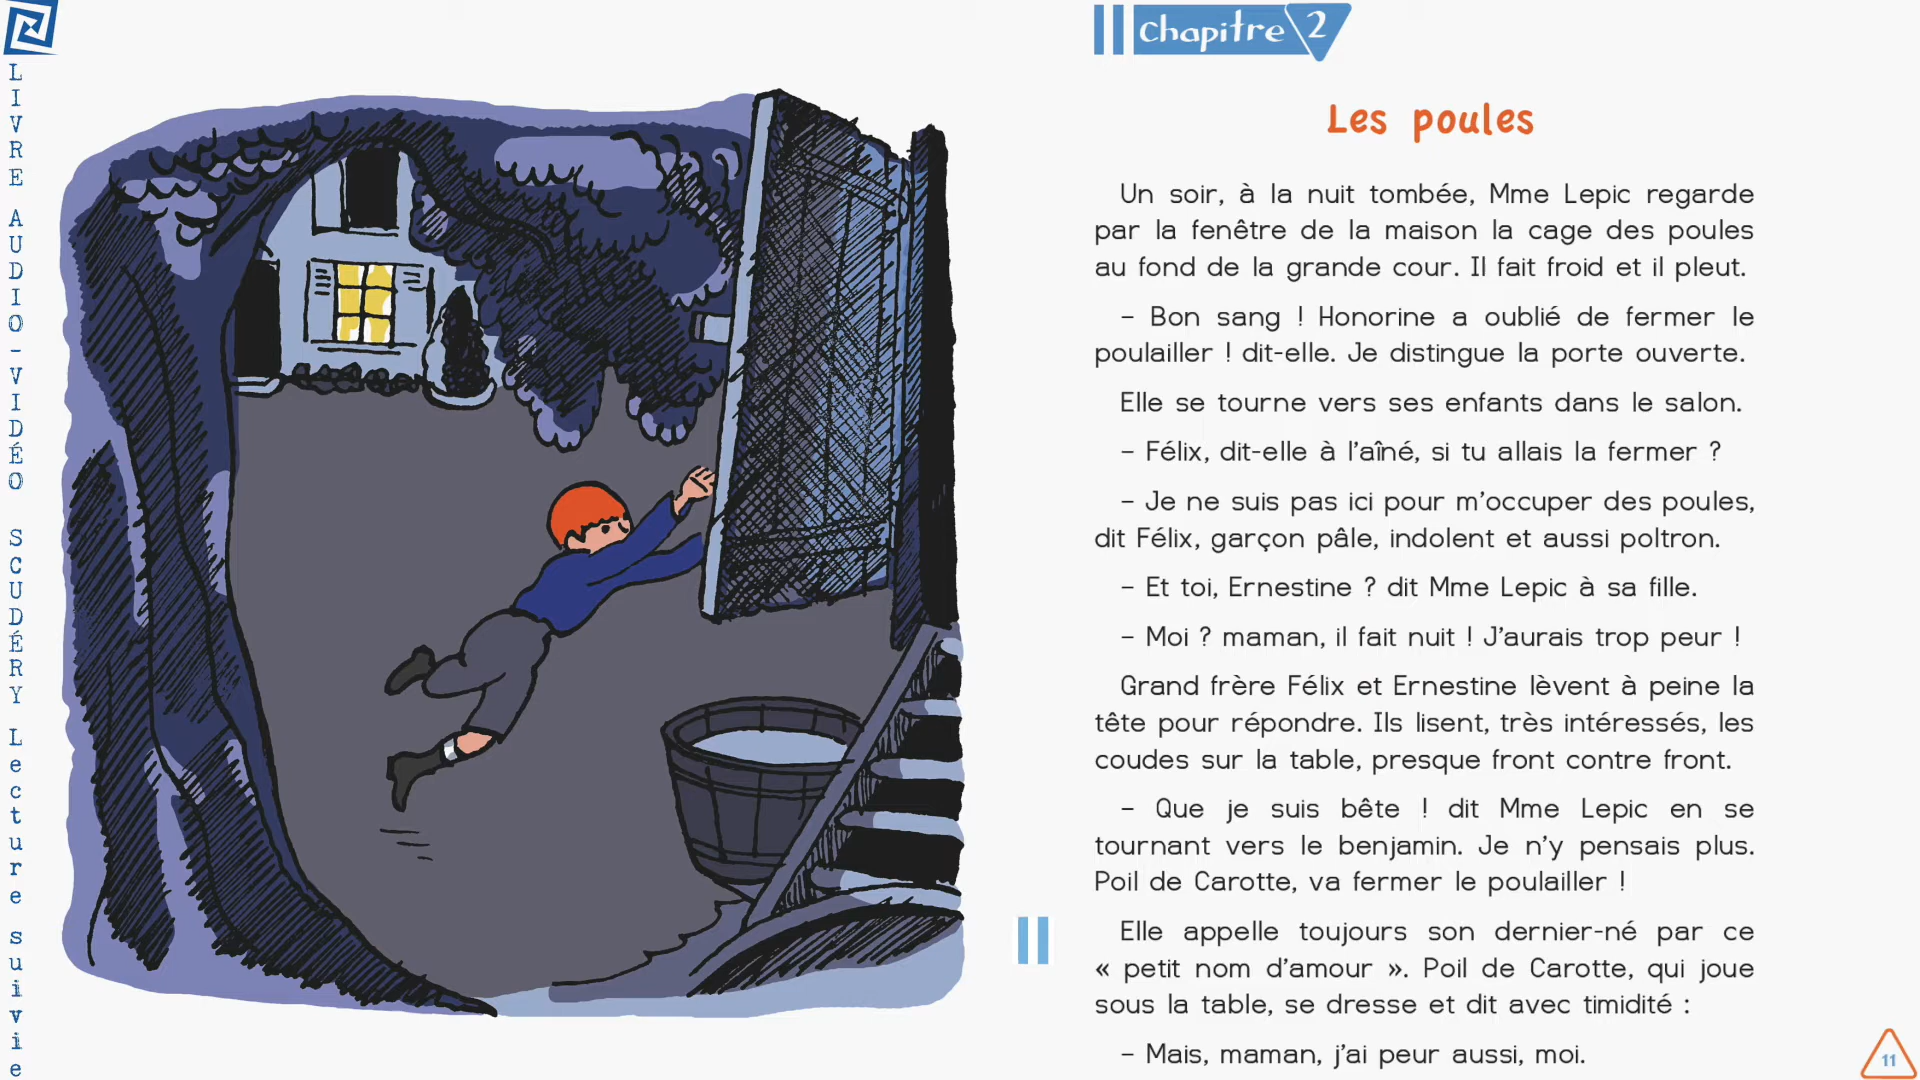 LIVRE AUDIO-VIDÉO SCUDÉRY Lecture suivie
Chapitre 2
Les poules
Un soir, à la nuit tombée, Mme Lepic regarde
par la fenêtre de la maison la cage des poules
au fond de la grande cour. Il fait froid et il pleut.
– Bon sang ! Honorine a oublié de fermer le
poulailler ! dit-elle. Je distingue la porte ouverte.
Elle se tourne vers ses enfants dans le salon.
– Félix, dit-elle à l’aîné, si tu allais la fermer ?
– Je ne suis pas ici pour m’occuper des poules,
dit Félix, garçon pâle, indolent et aussi poltron.
– Et toi, Ernestine ? dit Mme Lepic à sa fille.
– Moi ? maman, il fait nuit ! J’aurais trop peur !
Grand frère Félix et Ernestine lèvent à peine la
tête pour répondre. Ils lisent, très intéressés, les
coudes sur la table, presque front contre front.
– Que je suis bête ! dit Mme Lepic en se
tournant vers le benjamin. Je n’y pensais plus.
Poil de Carotte, va fermer le poulailler !
Elle appelle toujours son dernier-né par ce
« petit nom d’amour ». Poil de Carotte, qui joue
sous la table, se dresse et dit avec timidité :
– Mais, maman, j’ai peur aussi, moi.
11